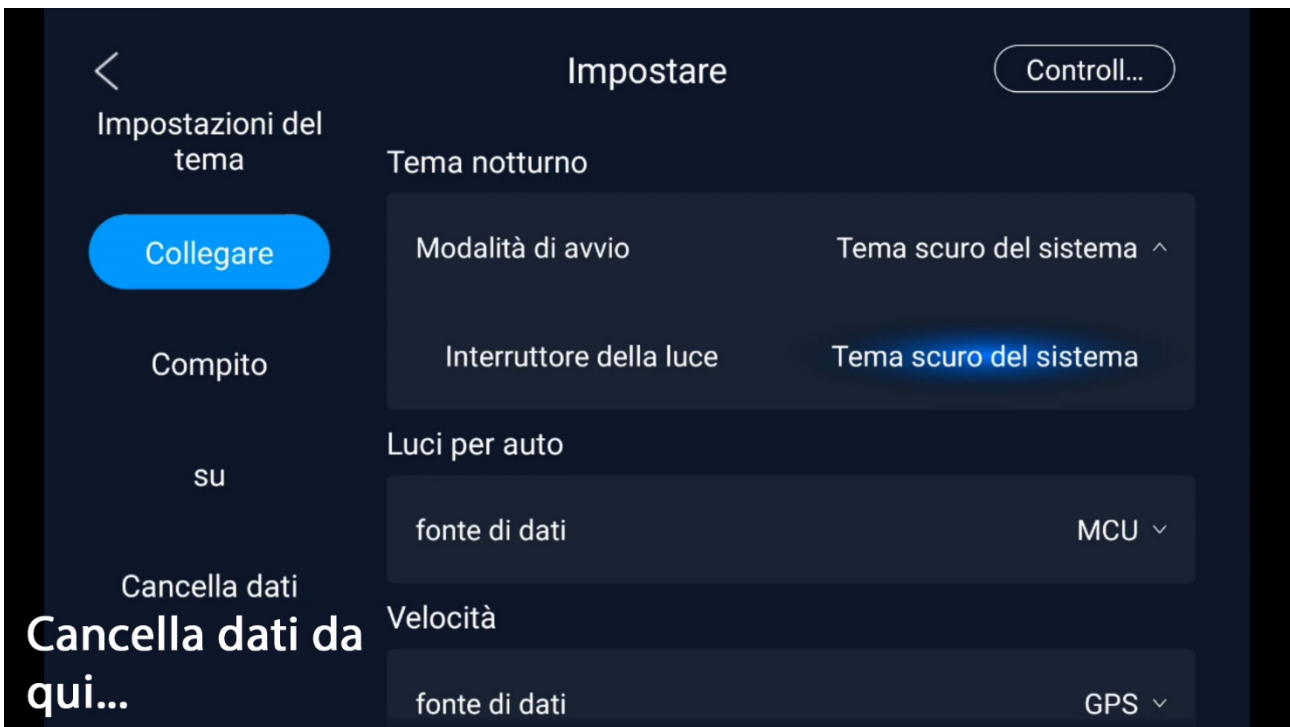 Impostare
Controll...
Impostazioni del
tema
Collegare
Compito
su
Cancella dati
Cancella dati da
qui...
Tema notturno
Modalità di avvio
Tema scuro del sistema
Interruttore della luce
Tema scuro del sistema
Luci per auto
fonte di dati
MCU
Velocità
fonte di dati
GPS